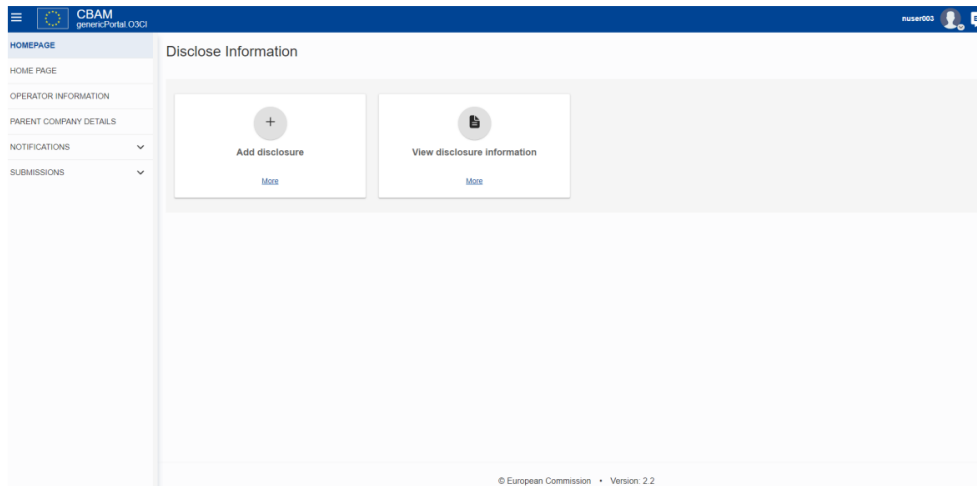 CBAM
genericPortal.O3CI
nuser003
HOMEPAGE
HOME PAGE
OPERATOR INFORMATION
PARENT COMPANY DETAILS
NOTIFICATIONS
SUBMISSIONS
Disclose Information
Add disclosure
More
View disclosure information
More
© European Commission • Version: 2.2